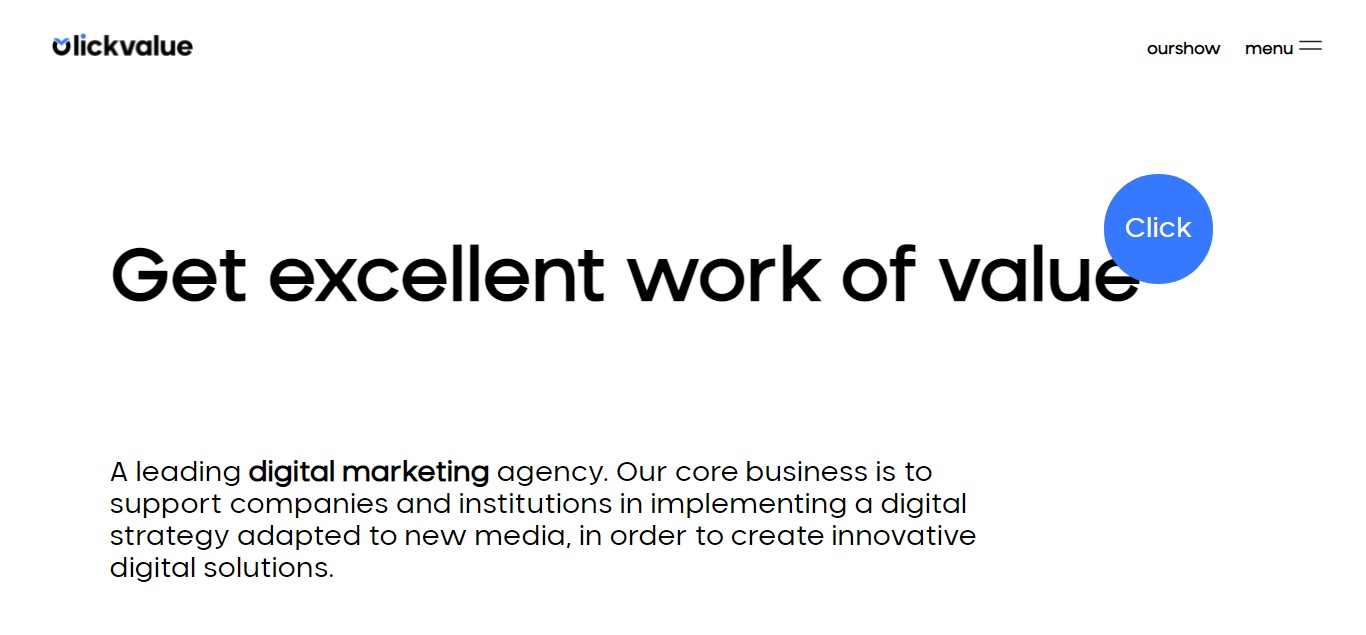 clickvalue
ourshow menu
Click
Get excellent work of value
A leading digital marketing agency. Our core business is to
support companies and institutions in implementing a digital
strategy adapted to new media, in order to create innovative
digital solutions.